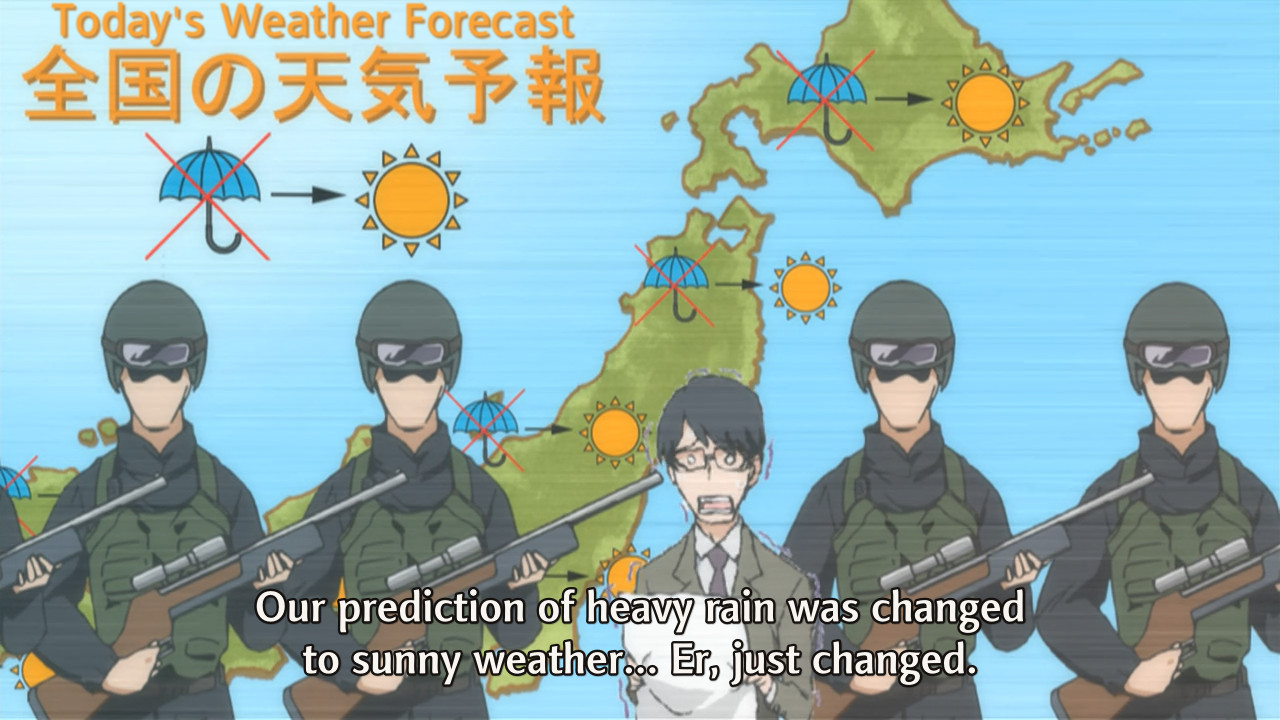 Today's Weather Forecast
全国の天気予報
Our prediction of heavy rain was changed
to sunny weather... Er, just changed.